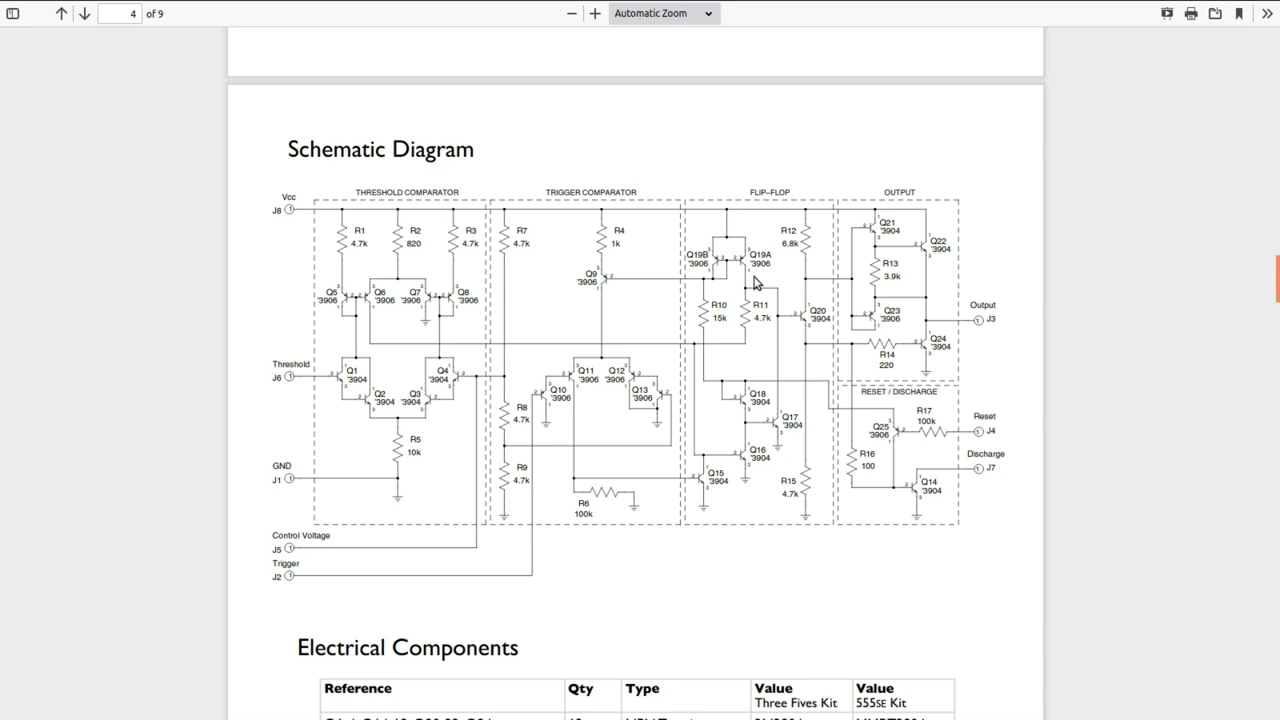 4 of 9 Automatic Zoom
Schematic Diagram
THRESHOLD COMPARATOR TRIGGER COMPARATOR FLIP-FLOP OUTPUT
Vcc
J8 1
R1
4.7k
R2
820
R3
4.7k
R7
4.7k
R4
1k
Q9
'3906
Q19B
'3906
Q19A
'3906
R12
6.8k
Q21
'3904
Q22
'3904
R13
3.9k
Q5
'3906
Q6
'3906
Q7
'3906
Q8
'3906
R10
15k
R11
4.7k
Q20
'3904
Q23
'3906
Output
J3
R14
220
Q24
'3904
Threshold
J6
Q1
'3904
Q2
'3904
Q4
'3904
Q3
'3904
Q11
'3906
Q12
'3906
Q10
'3906
Q13
'3906
Q18
'3904
RESET / DISCHARGE
R17
100k
Reset
J4
R5
10k
R8
4.7k
Q17
'3904
Q25
'3906
Discharge
J7
GND
J1
R9
4.7k
Q16
'3904
Q15
'3904
R15
4.7k
R16
100
Q14
'3904
R6
100k
Control Voltage
J5
Trigger
J2
Electrical Components
Reference Qty Type Value Value
Three Fives Kit 555SE Kit